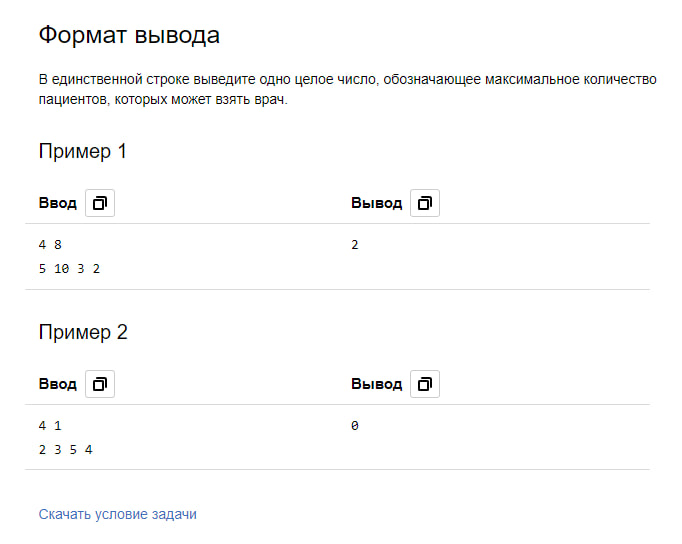 Формат вывода
В единственной строке выведите одно целое число, обозначающее максимальное количество
пациентов, которых может взять врач.
Пример 1
Ввод Вывод
4 8 2
5 10 3 2
Пример 2
Ввод Вывод
4 1 0
2 3 5 4
Скачать условие задачи